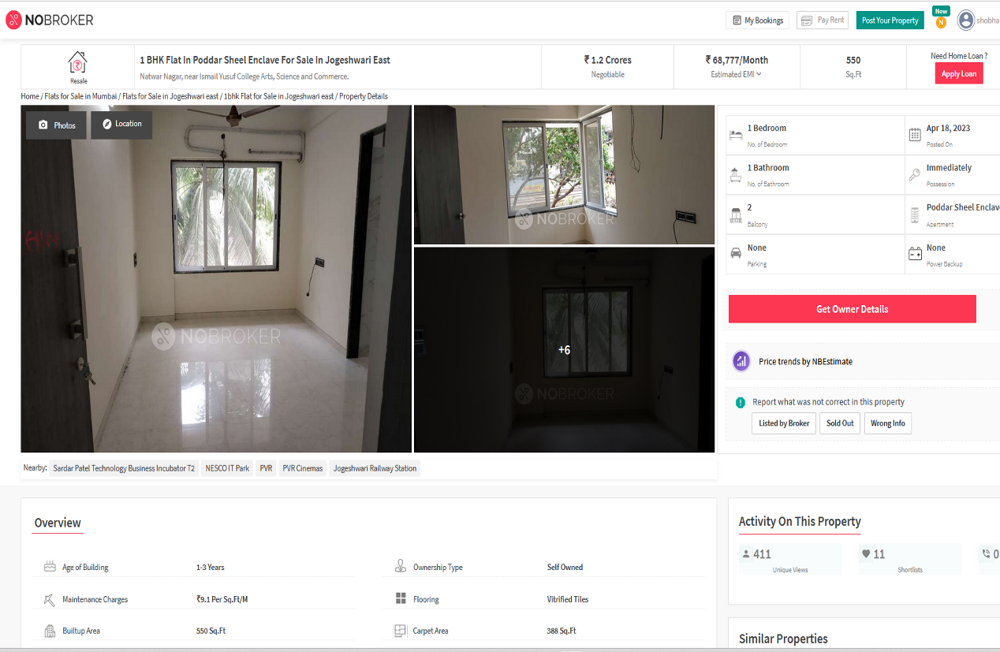 NOBROKER
My Bookings
Pay Rent
Post Your Property
New
N
shobha
Resale
1 BHK Flat In Poddar Sheel Enclave For Sale In Jogeshwari East
Natwar Nagar, near Ismail Yusuf College Arts, Science and Commerce.
₹ 1.2 Crores
Negotiable
₹ 68,777/Month
Estimated EMI
550
Sq.Ft
Need Home Loan ?
Apply Loan
Home / Flats for Sale in Mumbai / Flats for Sale in Jogeshwari east / 1bhk Flat for Sale in Jogeshwari east / Property Details
Photos
Location
NOBROKER
NOBROKER
+6
NOBROKER
1 Bedroom
No. of Bedroom
Apr 18, 2023
Posted On
1 Bathroom
No. of Bathroom
Immediately
Possession
2
Balcony
Poddar Sheel Enclav
Apartment
None
Parking
None
Power Backup
Get Owner Details
Price trends by NBEstimate
Report what was not correct in this property
Listed by Broker
Sold Out
Wrong Info
Nearby: Sardar Patel Technology Business Incubator T2 NESCO IT Park PVR PVR Cinemas Jogeshwari Railway Station
Overview
Age of Building 1-3 Years
Ownership Type Self Owned
Maintenance Charges ₹9.1 Per Sq.Ft/M
Flooring Vitrified Tiles
Builtup Area 550 Sq.Ft
Carpet Area 388 Sq.Ft
Activity On This Property
411
Unique Views
11
Shortlists
0
Similar Properties